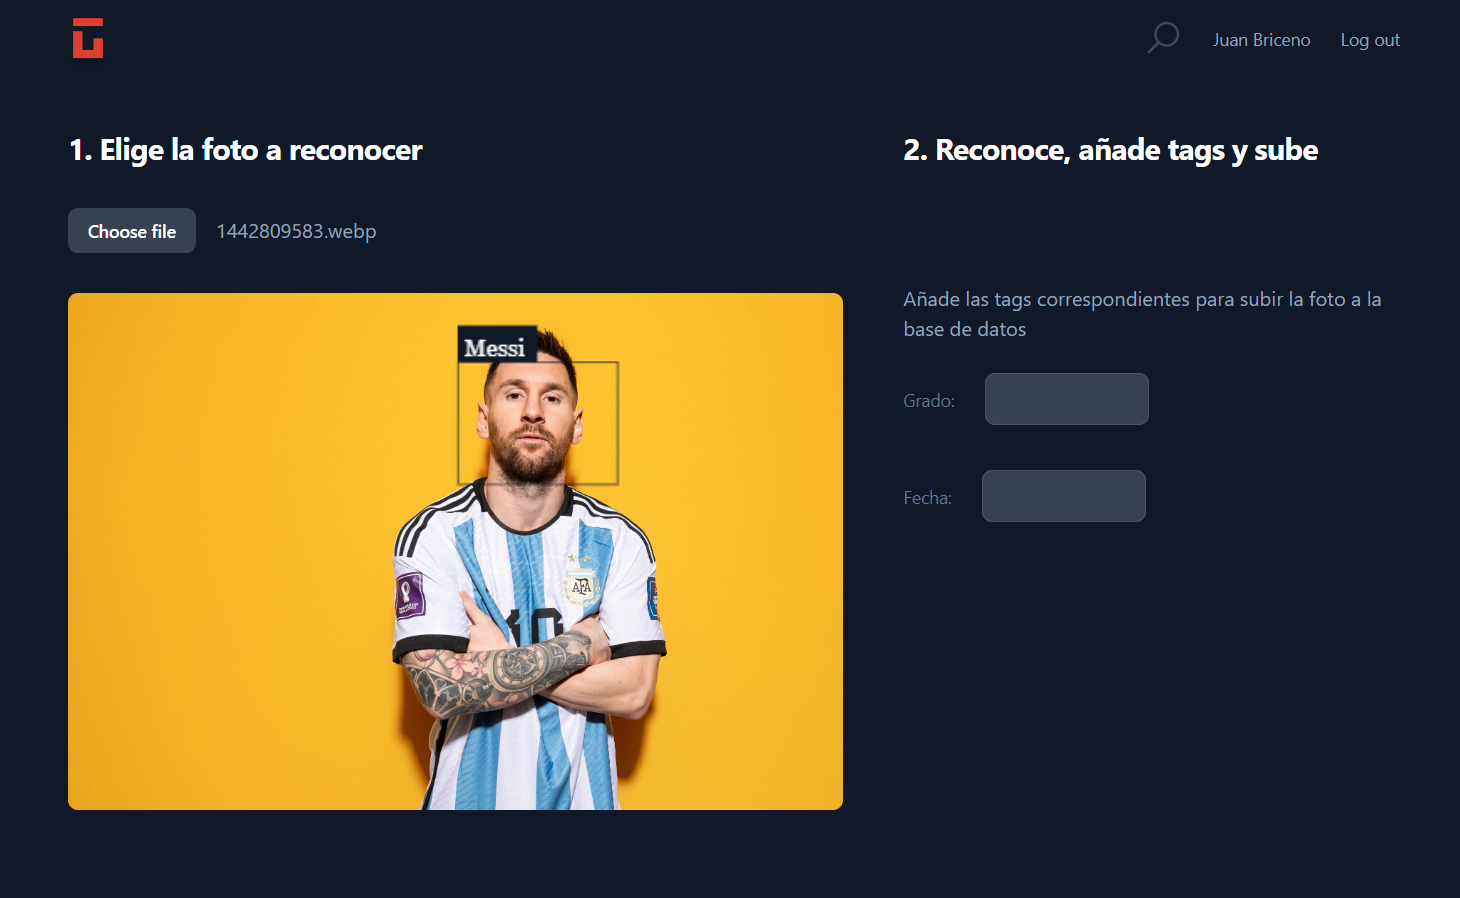 Juan Briceno
Log out
1. Elige la foto a reconocer
Choose file
1442809583.webp
Messi
AFA
10
2. Reconoce, añade tags y sube
Añade las tags correspondientes para subir la foto a la
base de datos
Grado:
Fecha: